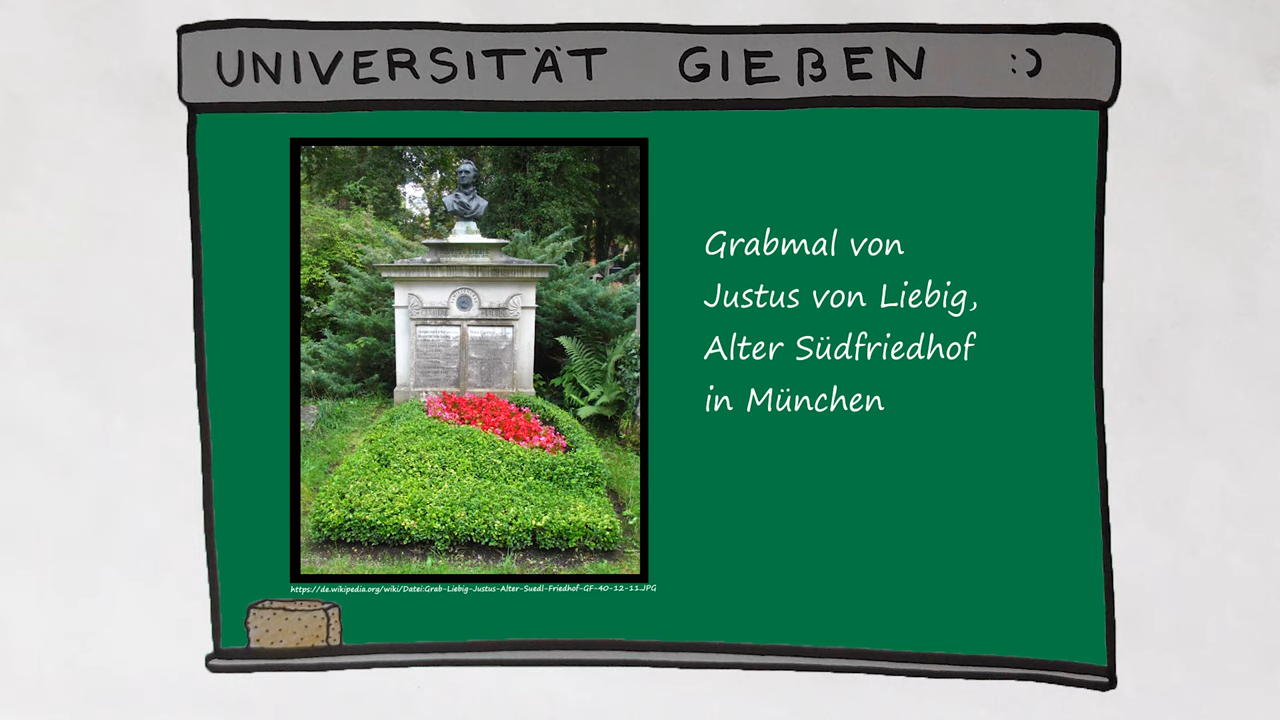 UNIVERSITÄT GIEßEN :)
Grabmal von
Justus von Liebig,
Alter Südfriedhof
in München
https://de.wikipedia.org/wiki/Datei:Grab-Liebig-Justus-Alter-Suedl-Friedhof-GF-40-12-11.JPG